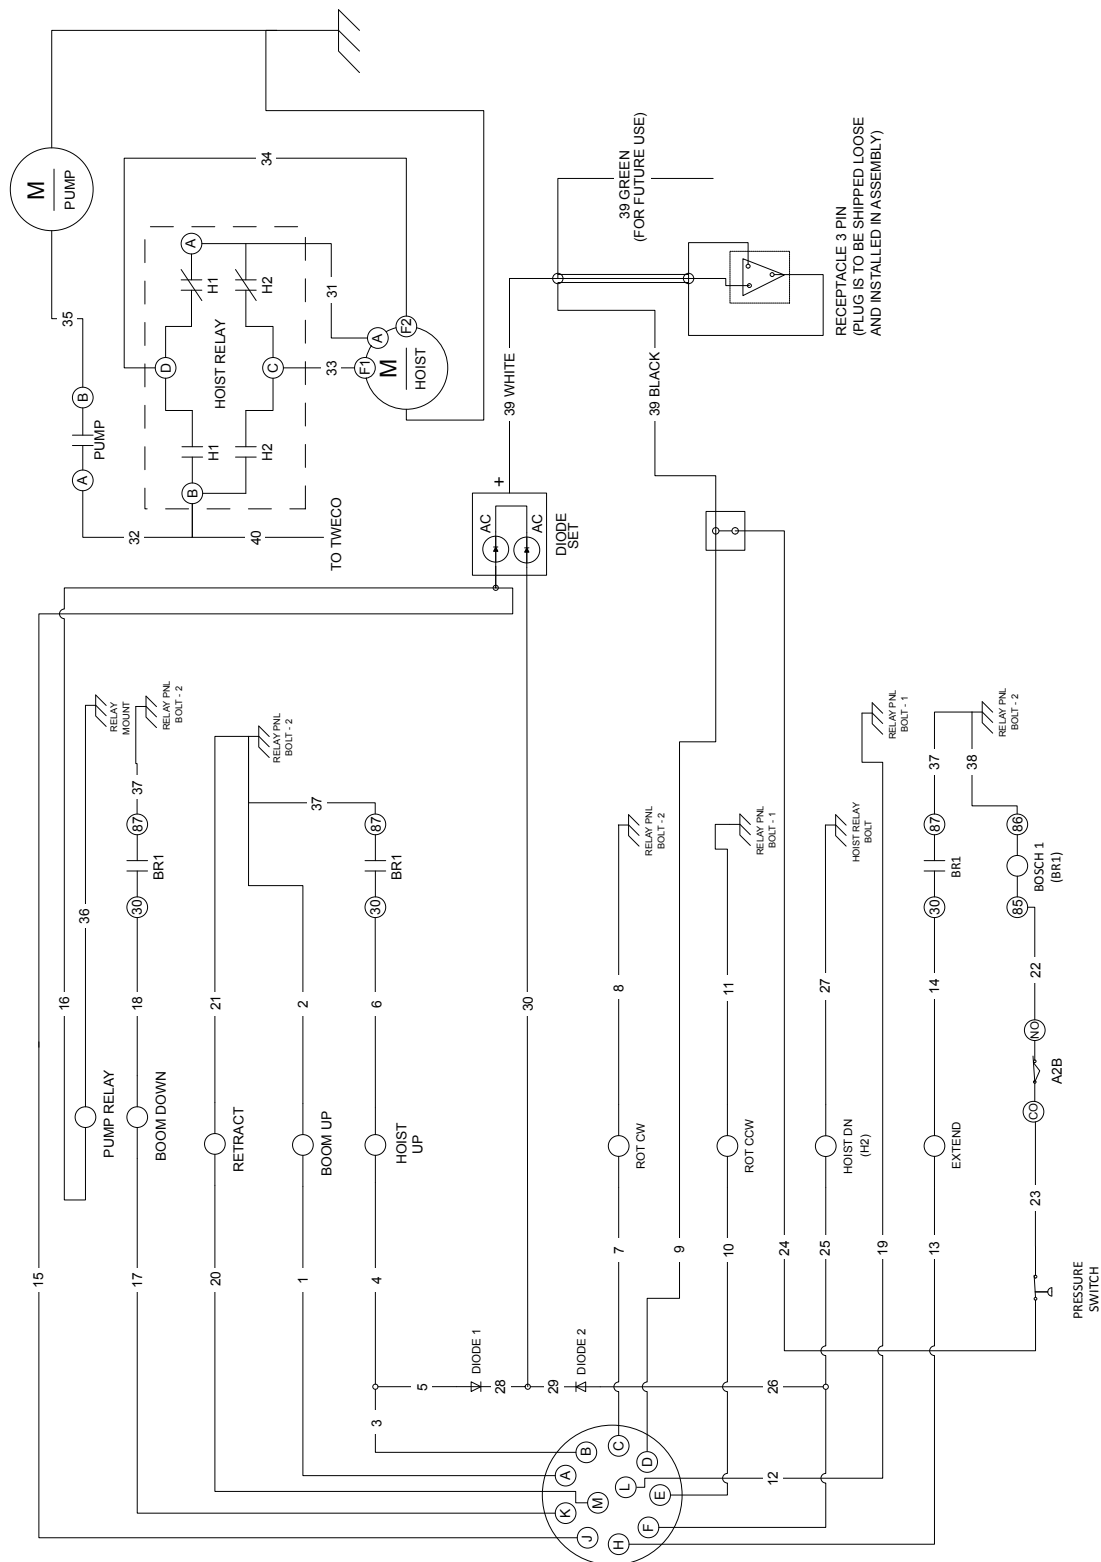 M
PUMP
34
A
H1
H2
31
35
D
HOIST RELAY
C
33
A
F2
F1
M
HOIST
B
PUMP
A
H1
H2
B
32
40
TO TWECO
39 GREEN
(FOR FUTURE USE)
RECEPTACLE 3 PIN
(PLUG IS TO BE SHIPPED LOOSE
AND INSTALLED IN ASSEMBLY)
39 WHITE
39 BLACK
+
AC
AC
DIODE
SET
RELAY
MOUNT
RELAY PNL
BOLT - 2
37
87
BR1
30
36
16
18
15
PUMP RELAY
BOOM DOWN
17
RELAY PNL
BOLT - 2
21
RETRACT
20
2
BOOM UP
1
37
87
BR1
30
6
HOIST
UP
4
30
5
DIODE 1
28
29
DIODE 2
26
3
RELAY PNL
BOLT - 2
8
ROT CW
7
9
RELAY PNL
BOLT - 1
11
ROT CCW
10
24
HOIST RELAY
BOLT
27
HOIST DN
(H2)
25
RELAY PNL
BOLT - 1
19
12
RELAY PNL
BOLT - 2
37
38
87
BR1
30
14
EXTEND
13
86
BOSCH 1
(BR1)
85
22
NO
A2B
CO
23
PRESSURE
SWITCH
A
B
C
D
E
F
H
J
K
L
M